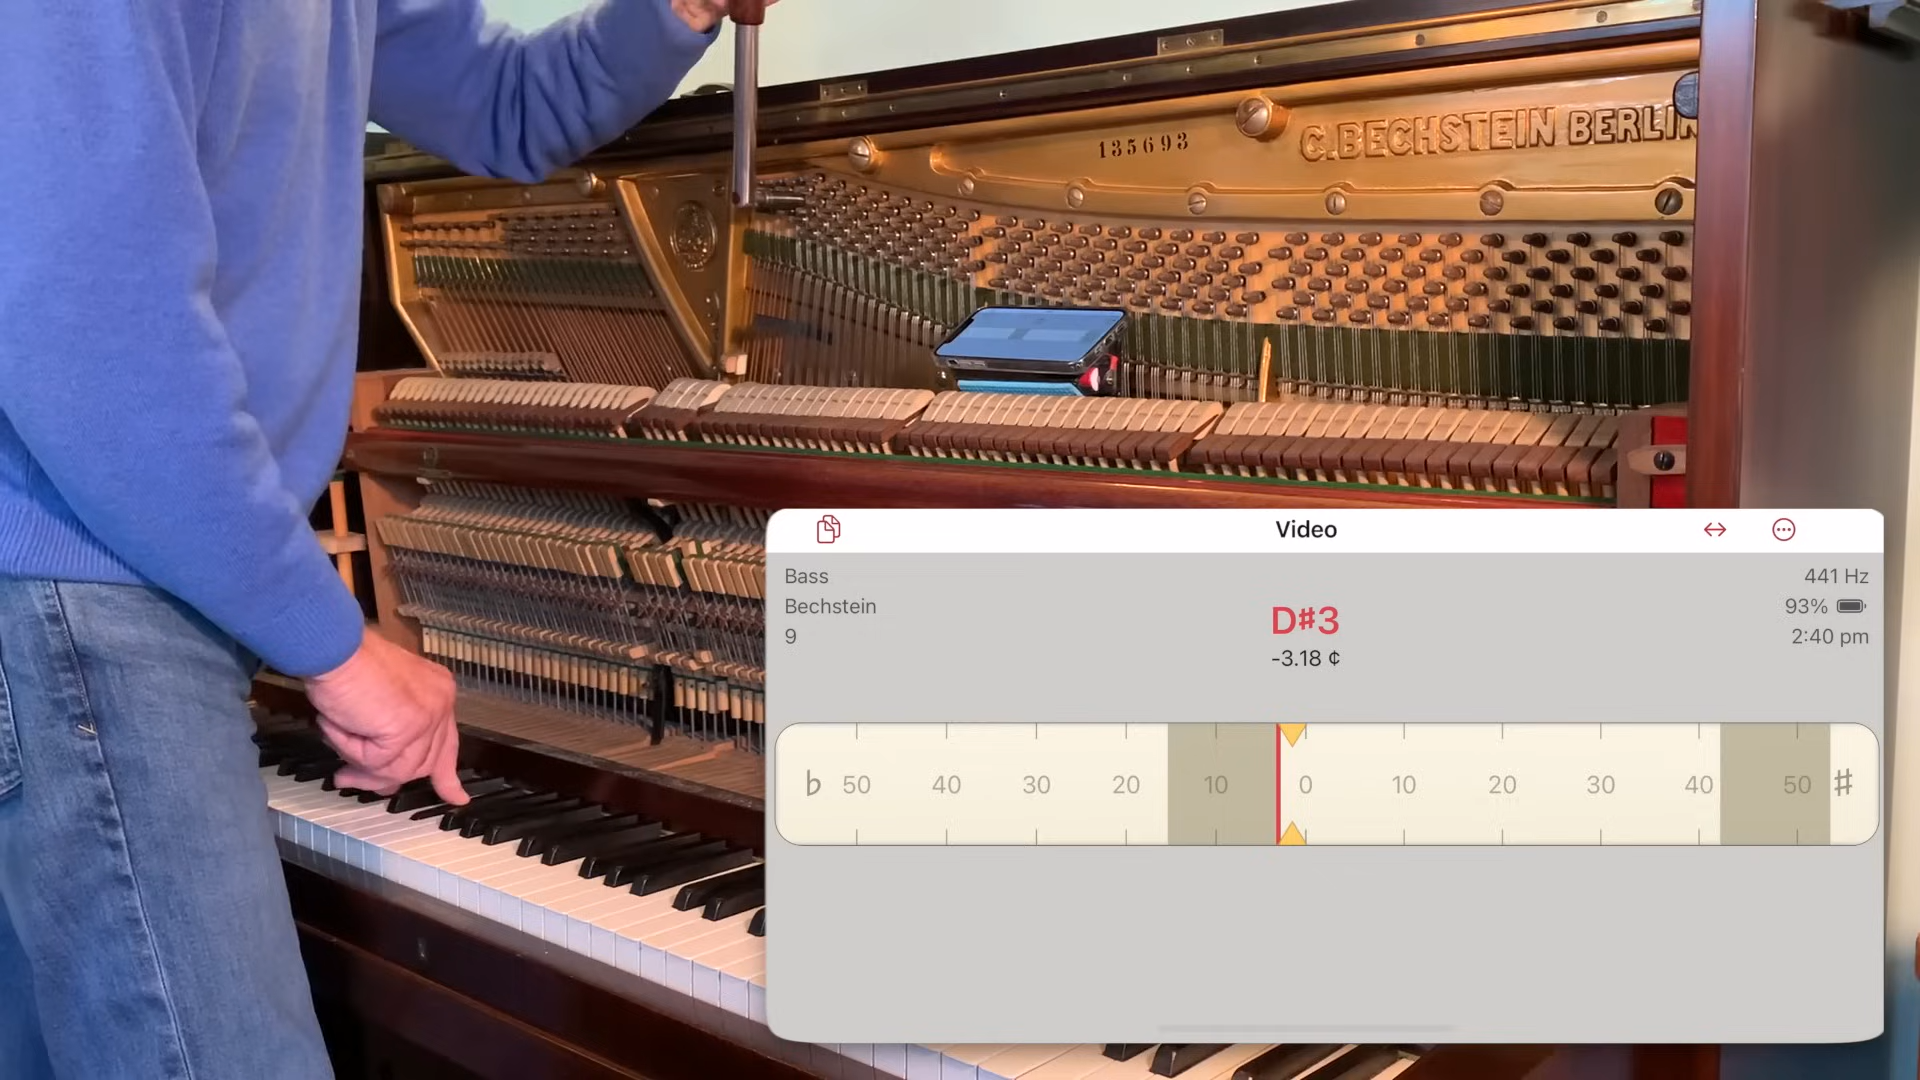 135693
C.BECHSTEIN BERLIN
Video
Bass
Bechstein
9
441 Hz
93%
2:40 pm
D♯3
-3.18 ¢
♭ 50 40 30 20 10 0 10 20 30 40 50 ♯